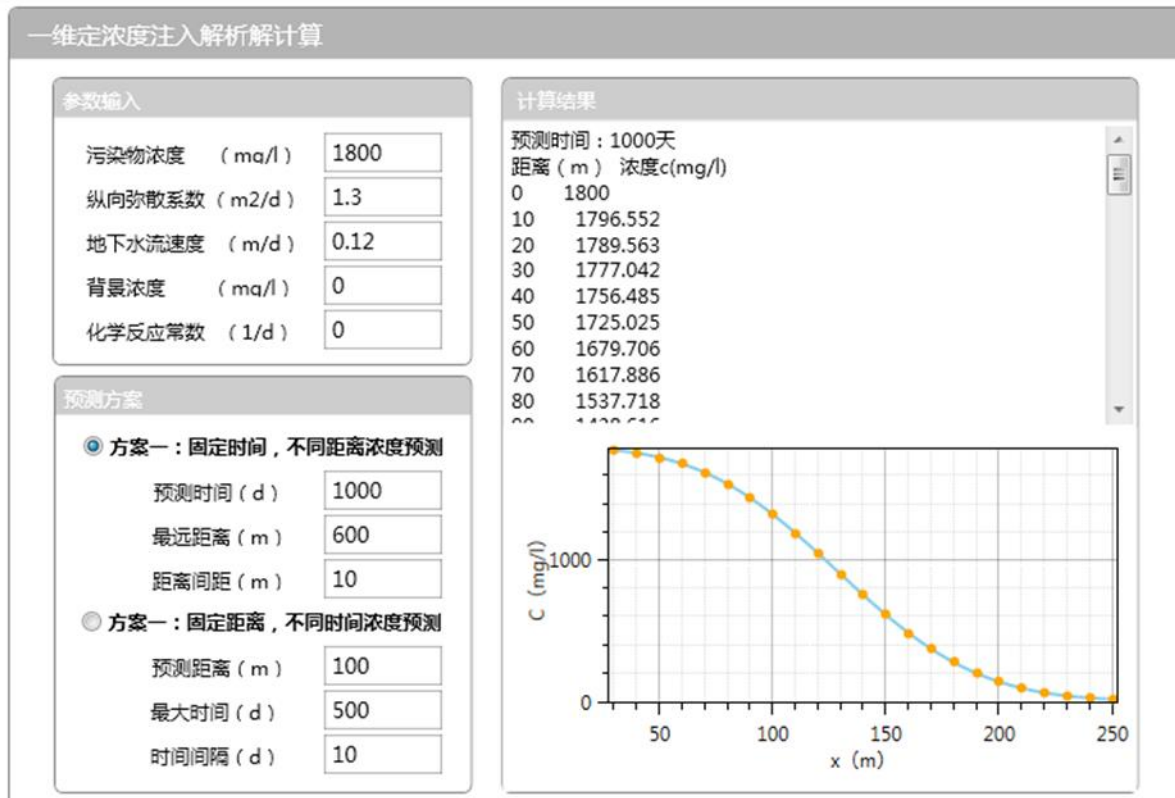 一维定浓度注入解析解计算
参数输入
污染物浓度 （mg/l） 1800
纵向弥散系数（m2/d） 1.3
地下水流速度 （m/d） 0.12
背景浓度 （mg/l） 0
化学反应常数 （1/d） 0
预测方案
方案一：固定时间，不同距离浓度预测
预测时间（d） 1000
最远距离（m） 600
距离间距（m） 10
方案一：固定距离，不同时间浓度预测
预测距离（m） 100
最大时间（d） 500
时间间隔（d） 10
计算结果
预测时间：1000天
距离（m） 浓度c(mg/l)
0 1800
10 1796.552
20 1789.563
30 1777.042
40 1756.485
50 1725.025
60 1679.706
70 1617.886
80 1537.718
C（mg/l）
1000
0
50 100 150 200 250
x（m）